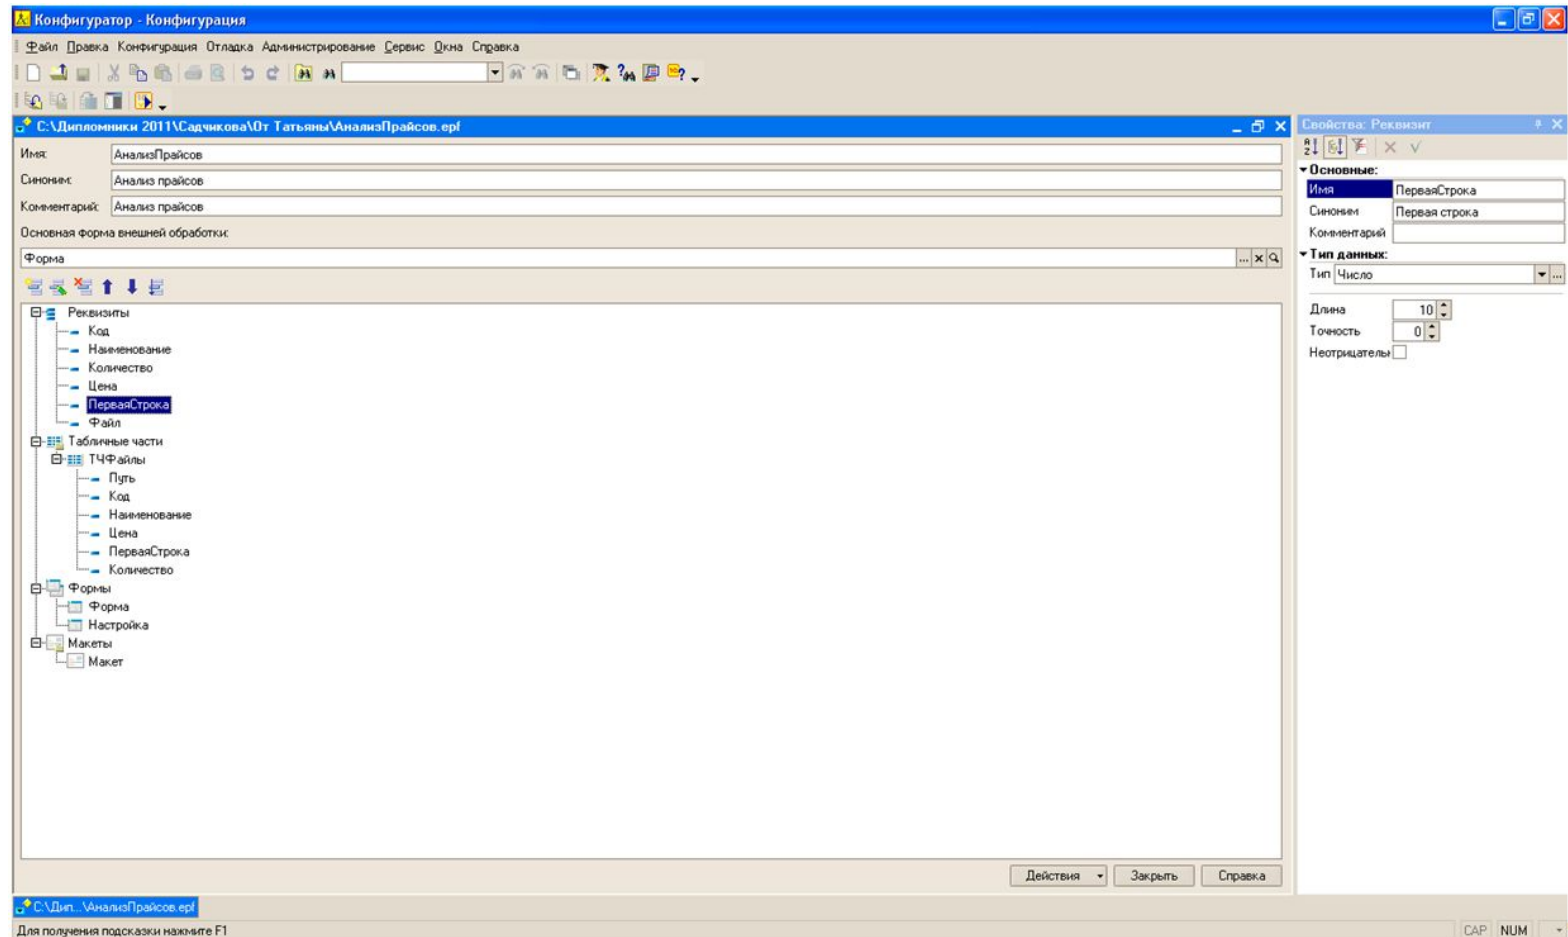 Конфигуратор - Конфигурация
Файл Правка Конфигурация Отладка Администрирование Сервис Окна Справка
C:\Дипломники 2011\Садчикова\От Татьяны\АнализПрайсов.epf
Имя: АнализПрайсов
Синоним: Анализ прайсов
Комментарий: Анализ прайсов
Основная форма внешней обработки:
Форма
Реквизиты
Код
Наименование
Количество
Цена
ПерваяСтрока
Файл
Табличные части
ТЧФайлы
Путь
Код
Наименование
Цена
ПерваяСтрока
Количество
Формы
Форма
Настройка
Макеты
Макет
Действия Закрыть Справка
Свойства: Реквизит
Основные:
Имя ПерваяСтрока
Синоним Первая строка
Комментарий
Тип данных:
Тип Число
Длина 10
Точность 0
Неотрицательн
C:\Дип...\АнализПрайсов.epf
Для получения подсказки нажмите F1
CAP NUM